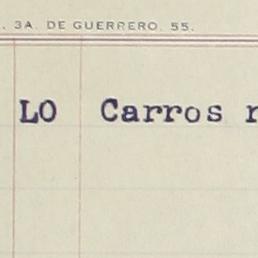 . 3A. DE GUERRERO, 55.
LO Carros